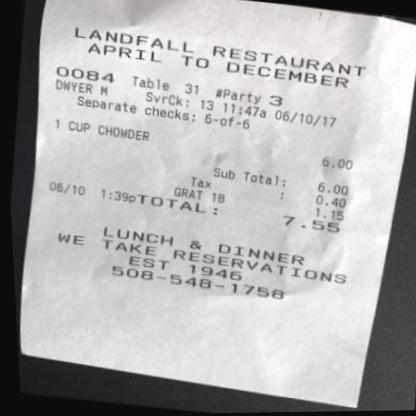 LANDFALL RESTAURANT
APRIL TO DECEMBER
0084 Table 31 #Party 3
DWYER M SvrCk: 13 11:47a 06/10/17
Separate checks: 6-of-6
1 CUP CHOWDER 6.00
Sub Total: 6.00
Tax : 0.40
GRAT 18 1.15
06/10 1:39pTOTAL: 7.55
LUNCH & DINNER
WE TAKE RESERVATIONS
EST 1946
508-548-1758